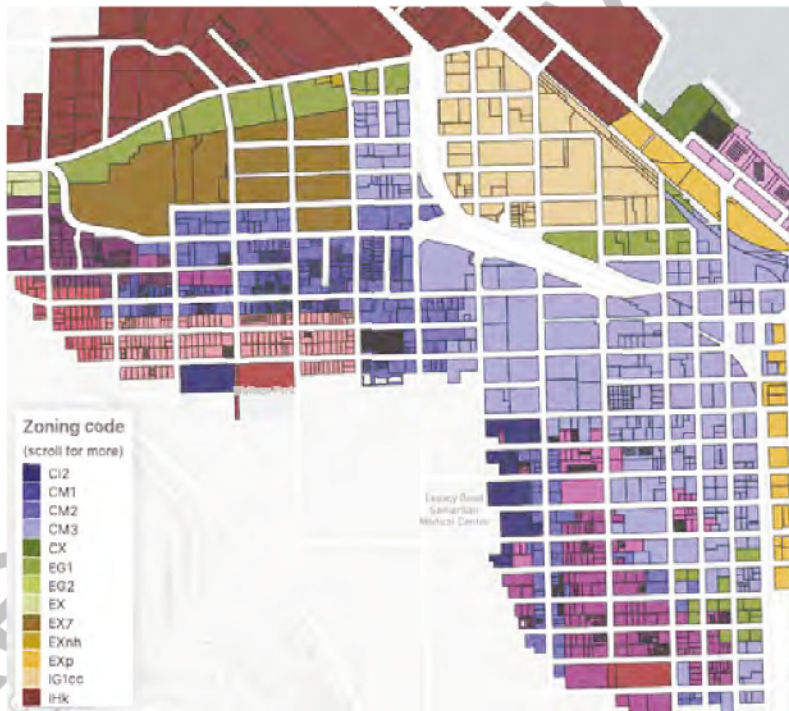 Zoning code
(scroll for more)
CI2
CM1
CM2
CM3
CX
EG1
EG2
EX
EX7
EXnh
EXp
IG1cc
IHk
Legacy Good
Samaritan
Medical Center